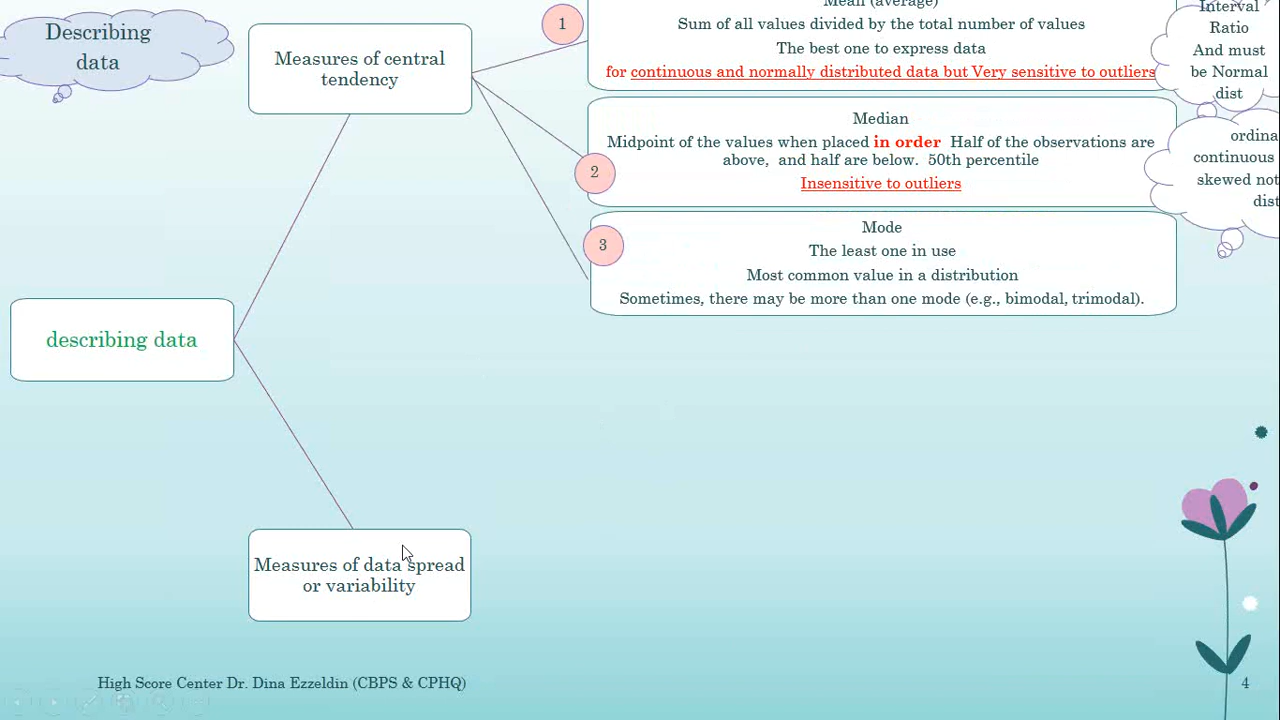 Describing
data
Measures of central
tendency
1
Mean (average)
Sum of all values divided by the total number of values
The best one to express data
for continuous and normally distributed data but Very sensitive to outliers
Interval
Ratio
And must
be Normal
dist
2
Median
Midpoint of the values when placed in order Half of the observations are
above, and half are below. 50th percentile
Insensitive to outliers
ordina
continuous
skewed not
dist
3
Mode
The least one in use
Most common value in a distribution
Sometimes, there may be more than one mode (e.g., bimodal, trimodal).
describing data
Measures of data spread
or variability
High Score Center Dr. Dina Ezzeldin (CBPS & CPHQ)
4